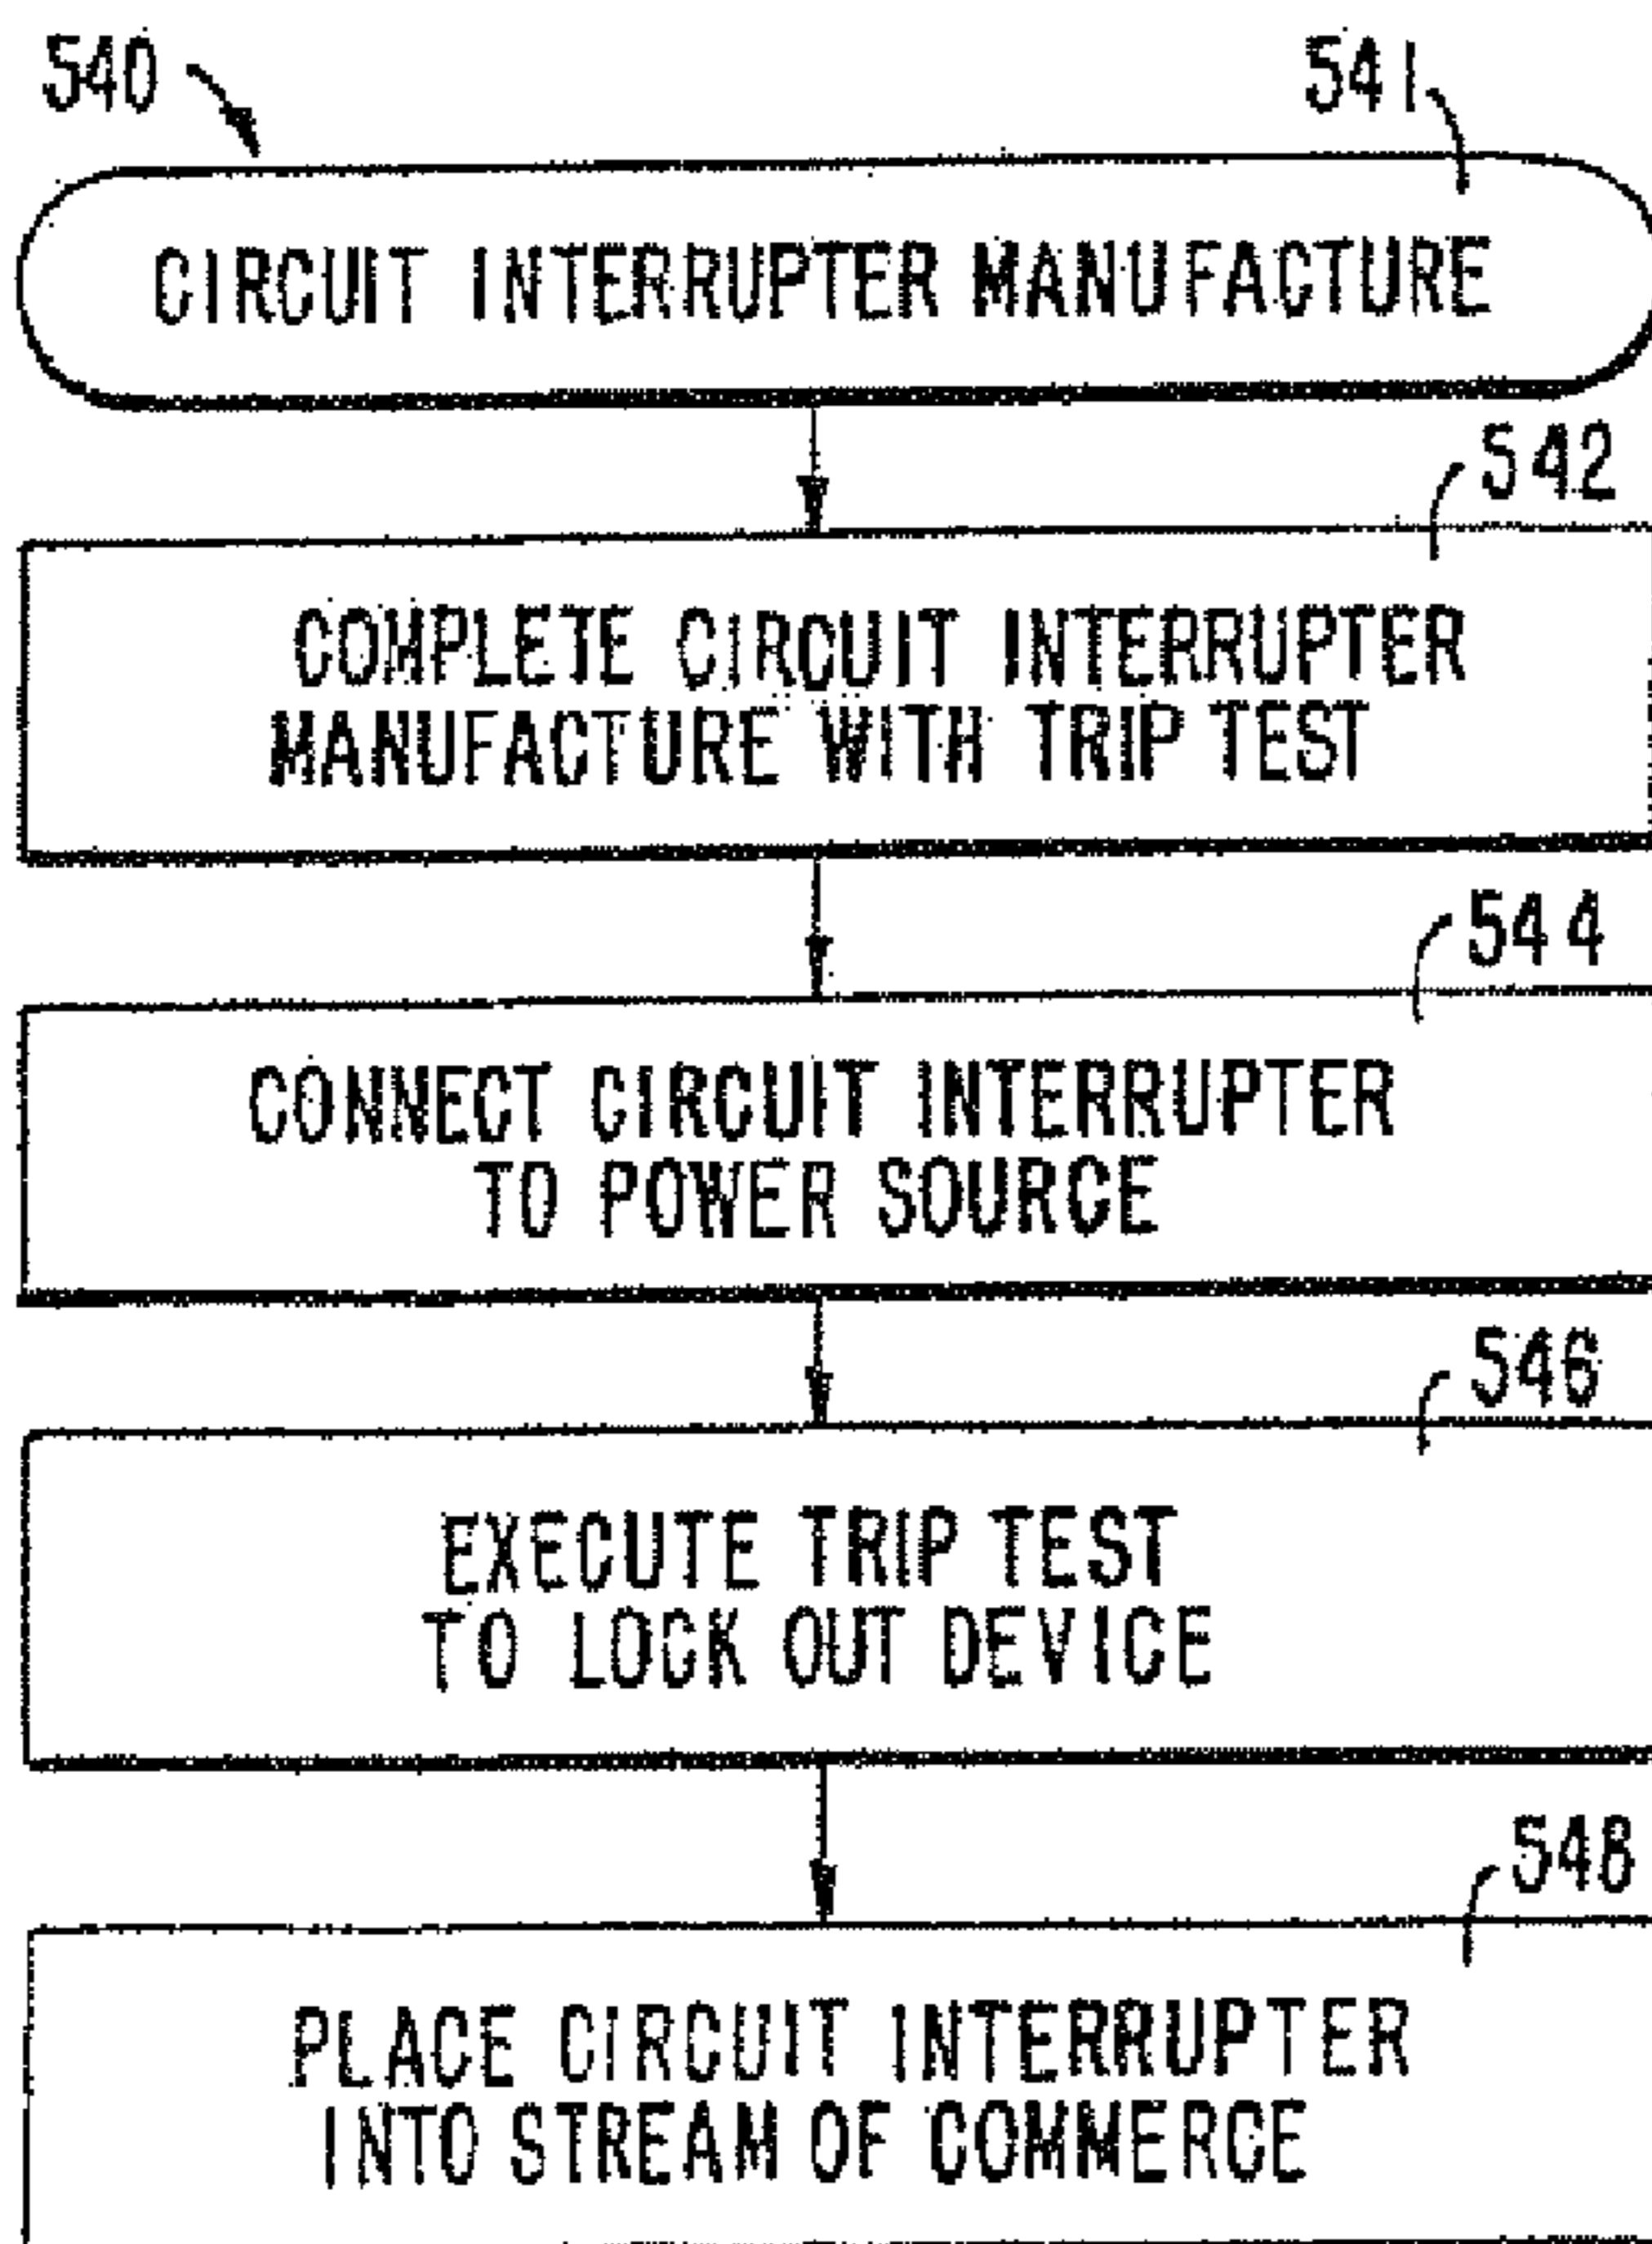 540
541
CIRCUIT INTERRUPTER MANUFACTURE
542
COMPLETE CIRCUIT INTERRUPTER
MANUFACTURE WITH TRIP TEST
544
CONNECT CIRCUIT INTERRUPTER
TO POWER SOURCE
546
EXECUTE TRIP TEST
TO LOCK OUT DEVICE
548
PLACE CIRCUIT INTERRUPTER
INTO STREAM OF COMMERCE